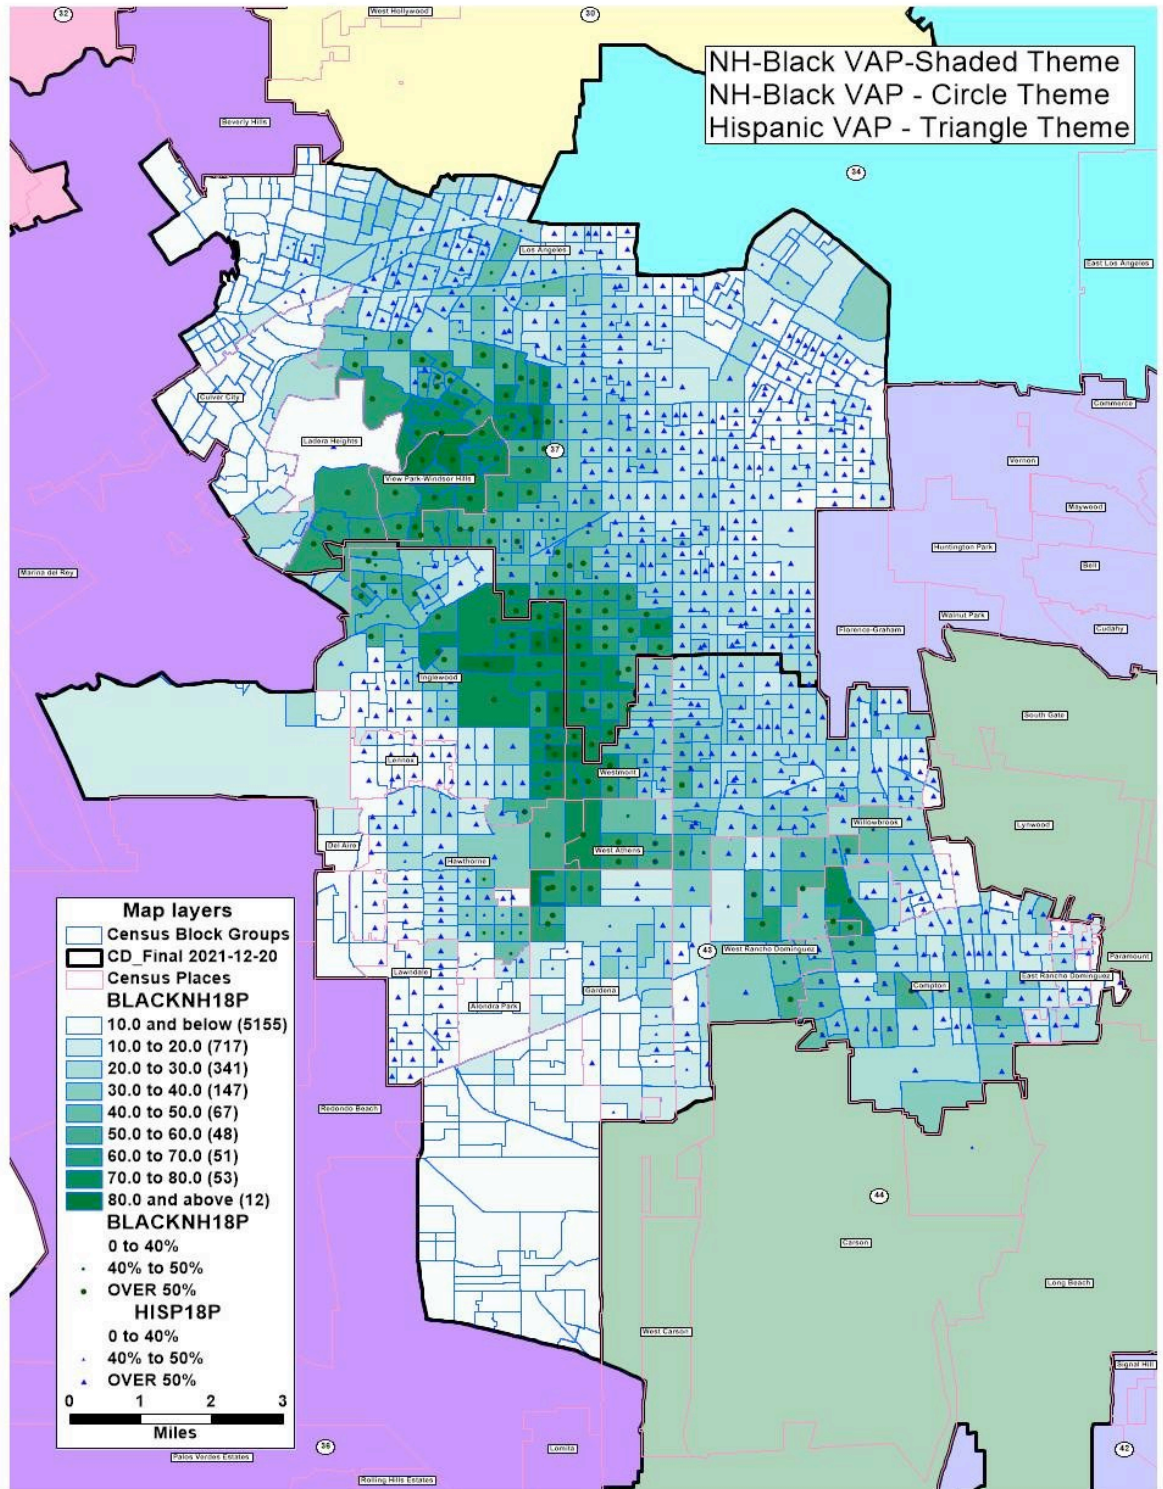 32
West Hollywood
30
NH-Black VAP-Shaded Theme
NH-Black VAP - Circle Theme
Hispanic VAP - Triangle Theme
Beverly Hills
34
Los Angeles
East Los Angeles
Culver City
Commerce
Ladera Heights
37
Vernon
View Park-Windsor Hills
Maywood
Huntington Park
Bell
Marina del Rey
Walnut Park
Florence-Graham
Cudahy
Inglewood
South Gate
Lennox
Westmont
Willowbrook
Lynwood
Del Aire
West Athens
Hawthorne
43
West Rancho Dominguez
Paramount
Lawndale
East Rancho Dominguez
Gardena
Compton
Alondra Park
Redondo Beach
44
Carson
Long Beach
West Carson
Signal Hill
Map layers
Census Block Groups
CD_Final 2021-12-20
Census Places
BLACKNH18P
10.0 and below (5155)
10.0 to 20.0 (717)
20.0 to 30.0 (341)
30.0 to 40.0 (147)
40.0 to 50.0 (67)
50.0 to 60.0 (48)
60.0 to 70.0 (51)
70.0 to 80.0 (53)
80.0 and above (12)
BLACKNH18P
0 to 40%
40% to 50%
OVER 50%
HISP18P
0 to 40%
40% to 50%
OVER 50%
0 1 2 3
Miles
36
Lomita
42
Palos Verdes Estates
Rolling Hills Estates